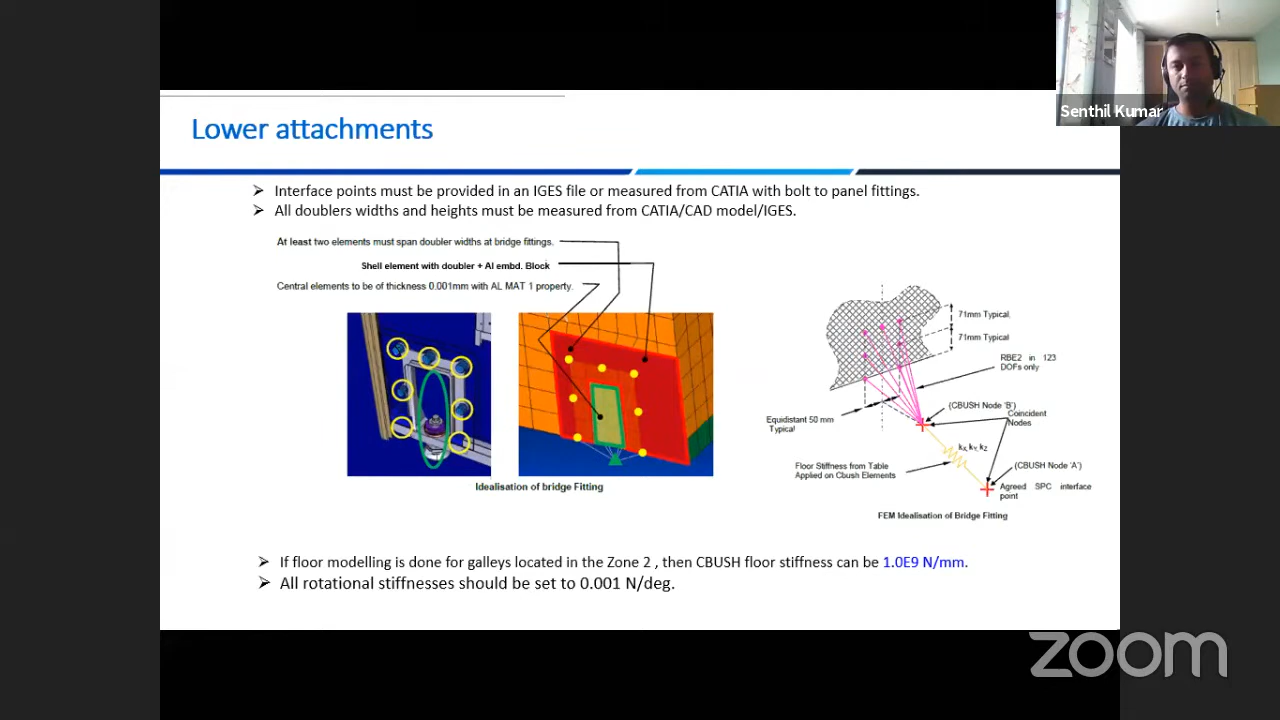 Senthil Kumar
Lower attachments
➢ Interface points must be provided in an IGES file or measured from CATIA with bolt to panel fittings.
➢ All doublers widths and heights must be measured from CATIA/CAD model/IGES.
At least two elements must span doubler widths at bridge fittings.
Shell element with doubler + Al embd. Block
Central elements to be of thickness 0.001mm with AL MAT 1 property.
Idealisation of bridge Fitting
71mm Typical.
71mm Typical
RBE2 in 123
DOFs only
(CBUSH Node 'B')
Coincident
Nodes
Equidistant 50 mm
Typical
kX, kY, kZ
Floor Stiffness from Table
Applied on Cbush Elements
(CBUSH Node 'A')
Agreed SPC interface
point
FEM Idealisation of Bridge Fitting
➢ If floor modelling is done for galleys located in the Zone 2 , then CBUSH floor stiffness can be 1.0E9 N/mm.
➢ All rotational stiffnesses should be set to 0.001 N/deg.
zoom